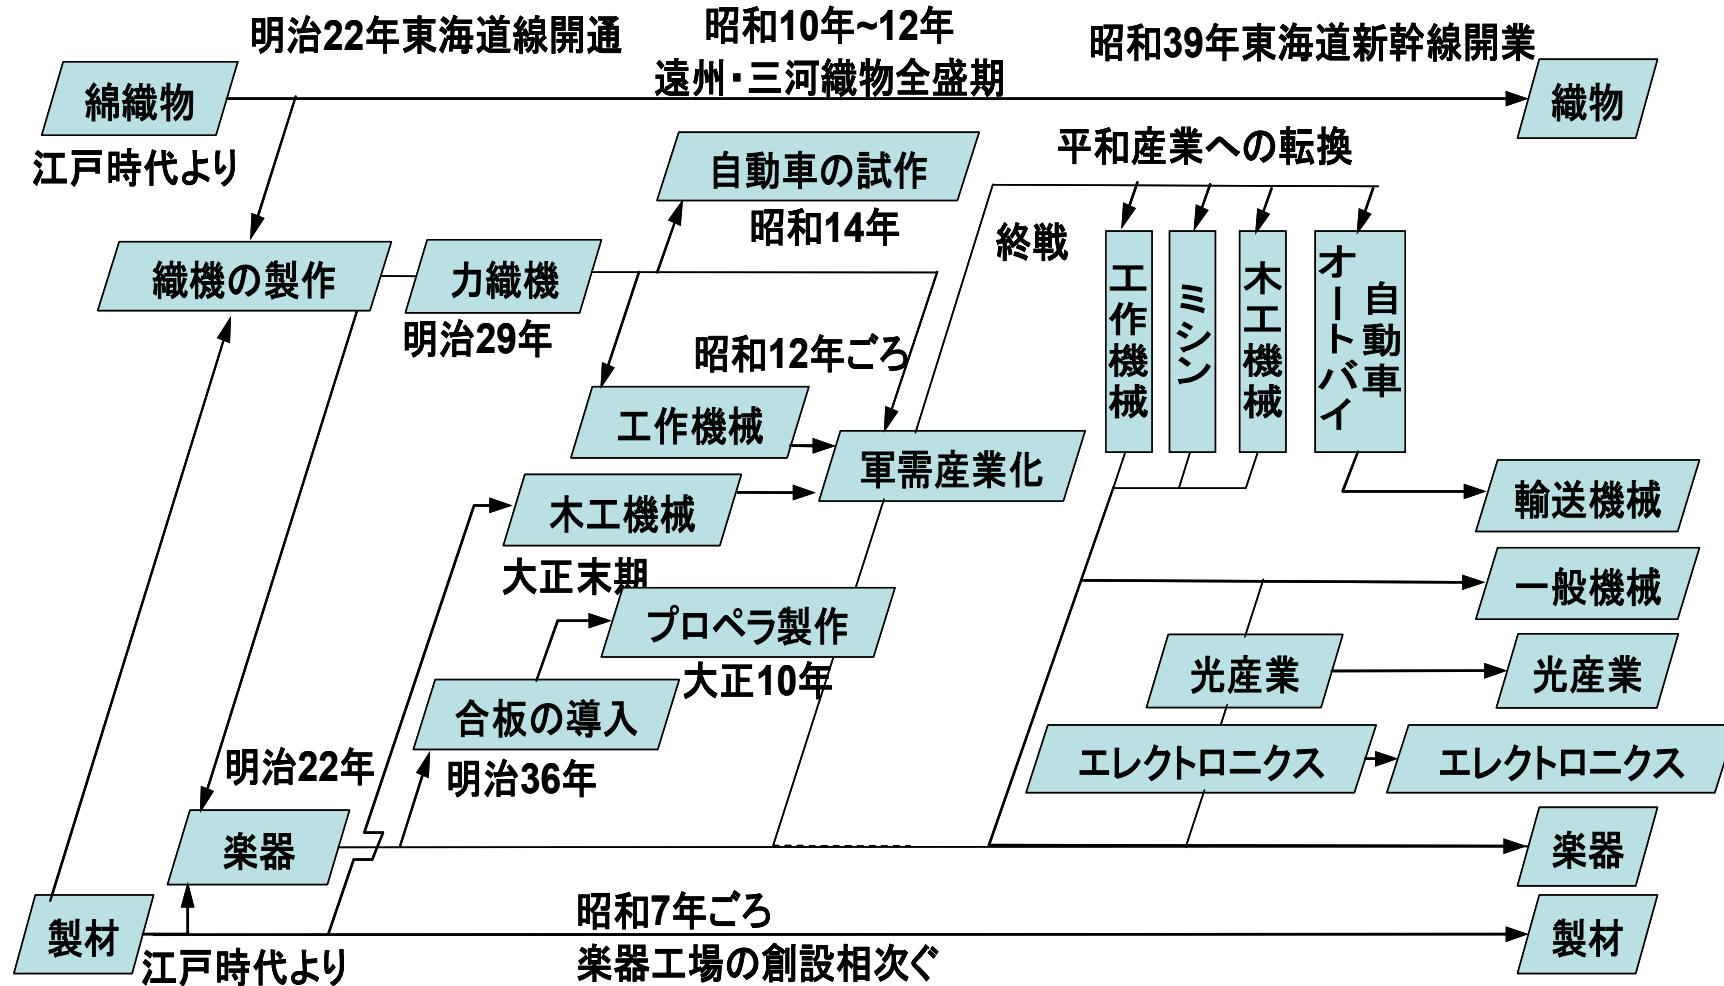 明治22年東海道線開通
昭和10年~12年
遠州・三河織物全盛期
昭和39年東海道新幹線開業
綿織物
江戸時代より
織物
自動車の試作
昭和14年
平和産業への転換
終戦
織機の製作
力織機
明治29年
工作機械
ミシン
木工機械
オートバイ
自動車
昭和12年ごろ
工作機械
軍需産業化
木工機械
大正末期
輸送機械
一般機械
プロペラ製作
大正10年
合板の導入
明治36年
光産業
光産業
エレクトロニクス
エレクトロニクス
明治22年
楽器
楽器
製材
江戸時代より
昭和7年ごろ
楽器工場の創設相次ぐ
製材